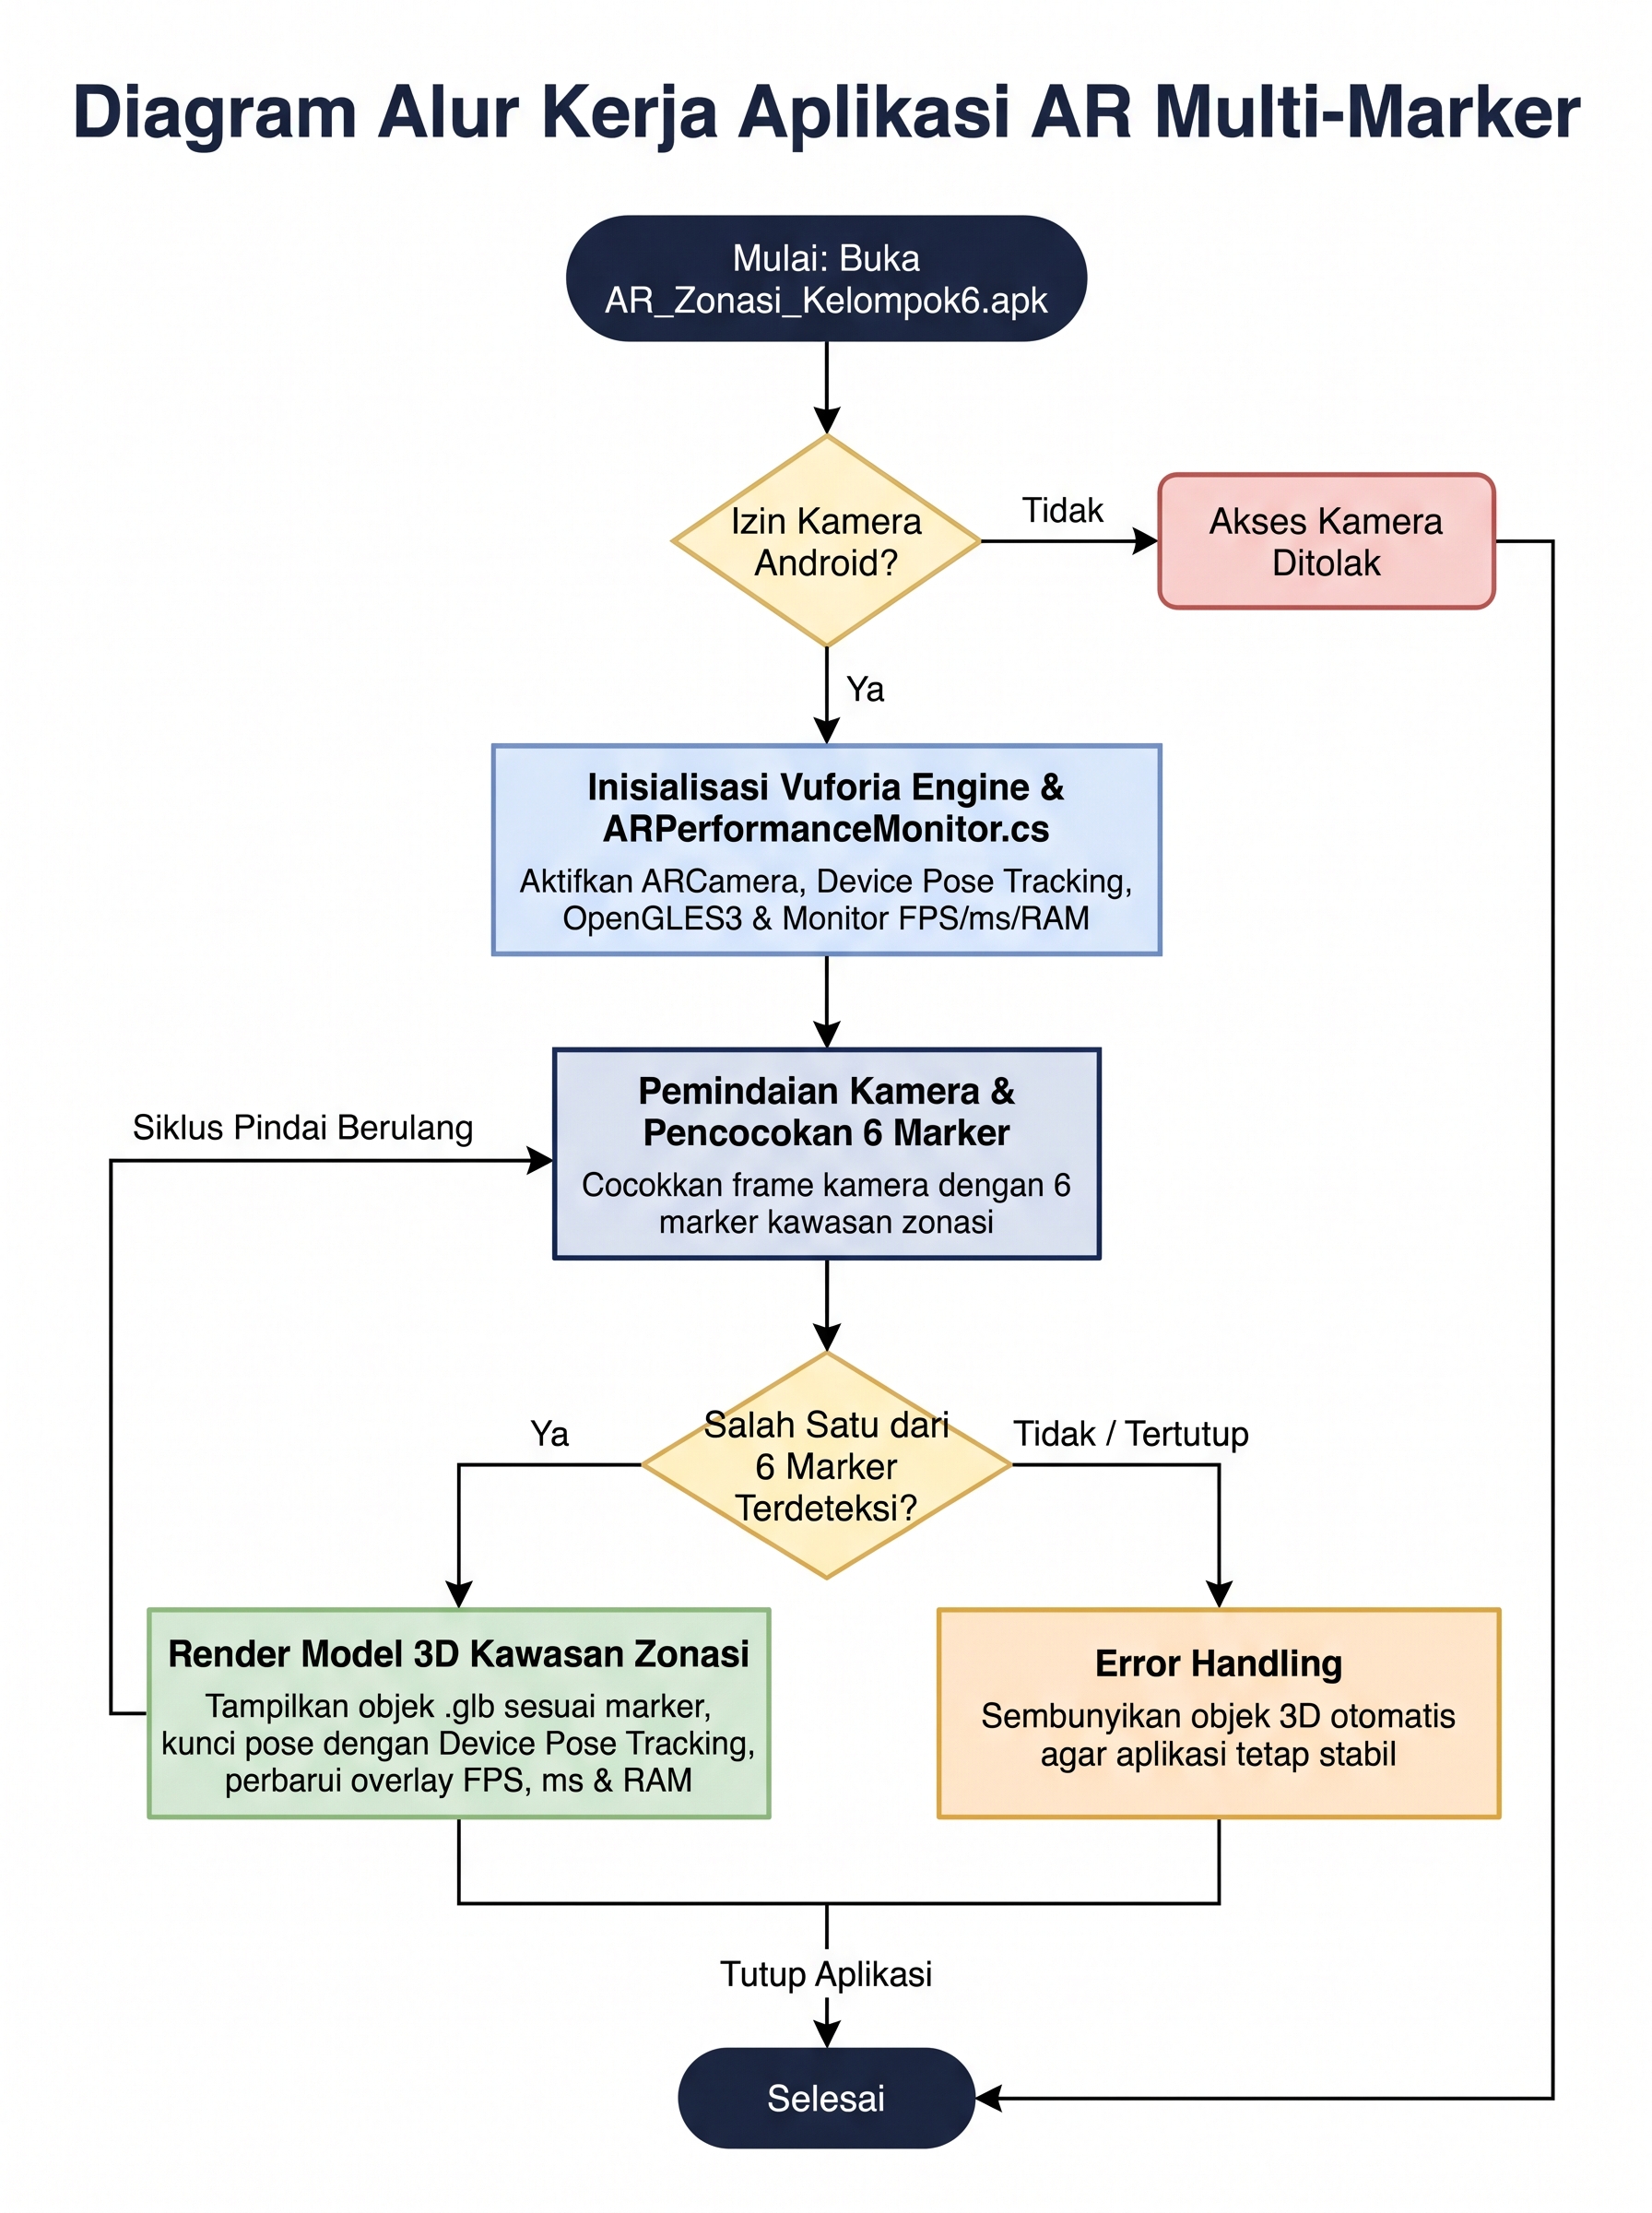 Diagram Alur Kerja Aplikasi AR Multi-Marker
Mulai: Buka
AR_Zonasi_Kelompok6.apk
Izin Kamera
Android?
Tidak
Akses Kamera
Ditolak
Ya
Inisialisasi Vuforia Engine &
ARPerformanceMonitor.cs
Aktifkan ARCamera, Device Pose Tracking,
OpenGLES3 & Monitor FPS/ms/RAM
Siklus Pindai Berulang
Pemindaian Kamera &
Pencocokan 6 Marker
Cocokkan frame kamera dengan 6
marker kawasan zonasi
Ya
Salah Satu dari
6 Marker
Terdeteksi?
Tidak / Tertutup
Render Model 3D Kawasan Zonasi
Tampilkan objek .glb sesuai marker,
kunci pose dengan Device Pose Tracking,
perbarui overlay FPS, ms & RAM
Error Handling
Sembunyikan objek 3D otomatis
agar aplikasi tetap stabil
Tutup Aplikasi
Selesai